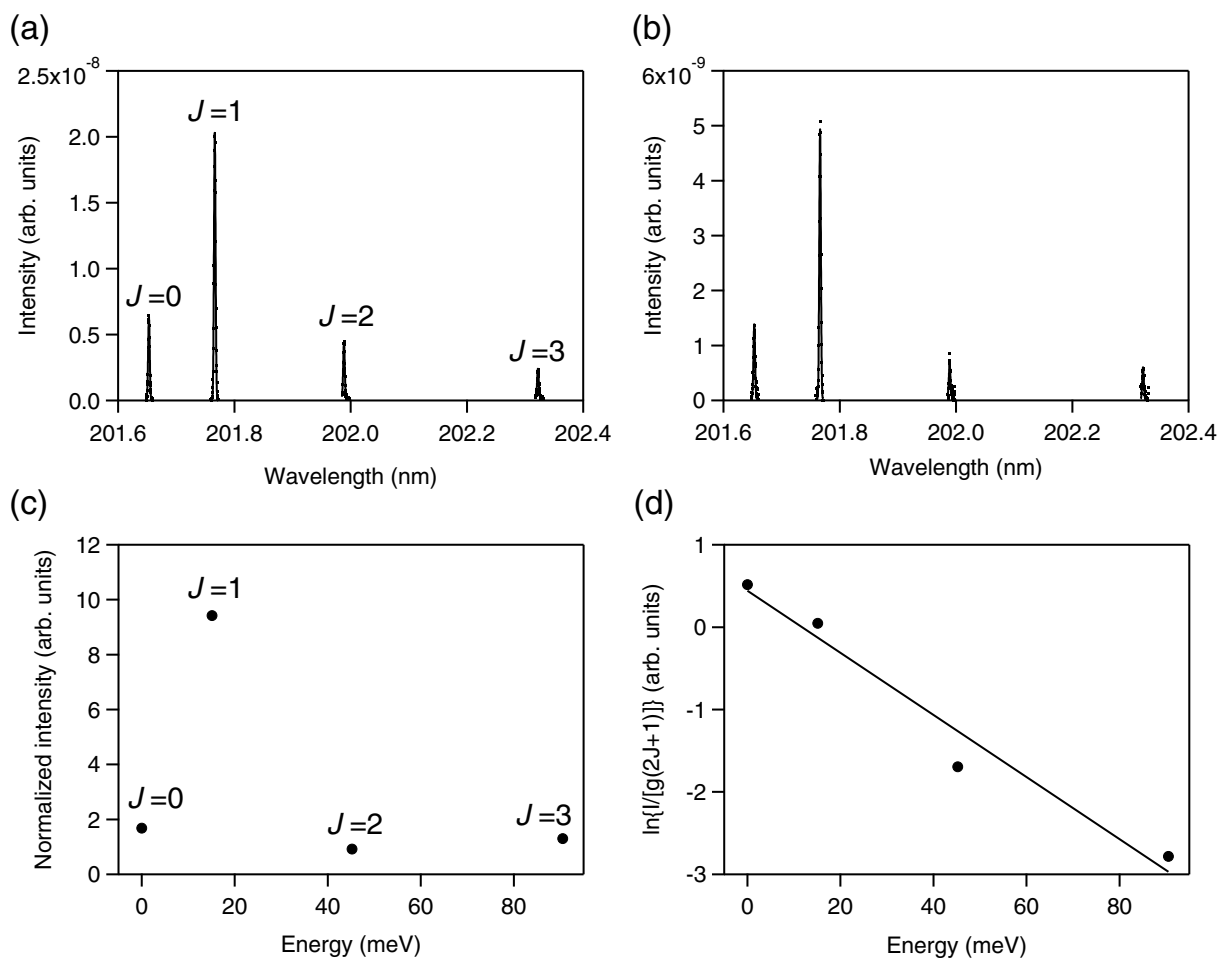 (a)
2.5x10-8
2.0
1.5
1.0
0.5
0.0
Intensity (arb. units)
J=0
J=1
J=2
J=3
201.6
201.8
202.0
202.2
202.4
Wavelength (nm)
(b)
6x10-9
5
4
3
2
1
0
Intensity (arb. units)
201.6
201.8
202.0
202.2
202.4
Wavelength (nm)
(c)
12
10
8
6
4
2
0
Normalized intensity (arb. units)
J=0
J=1
J=2
J=3
0
20
40
60
80
Energy (meV)
(d)
1
0
-1
-2
-3
ln{I/[g(2J+1)]} (arb. units)
0
20
40
60
80
Energy (meV)